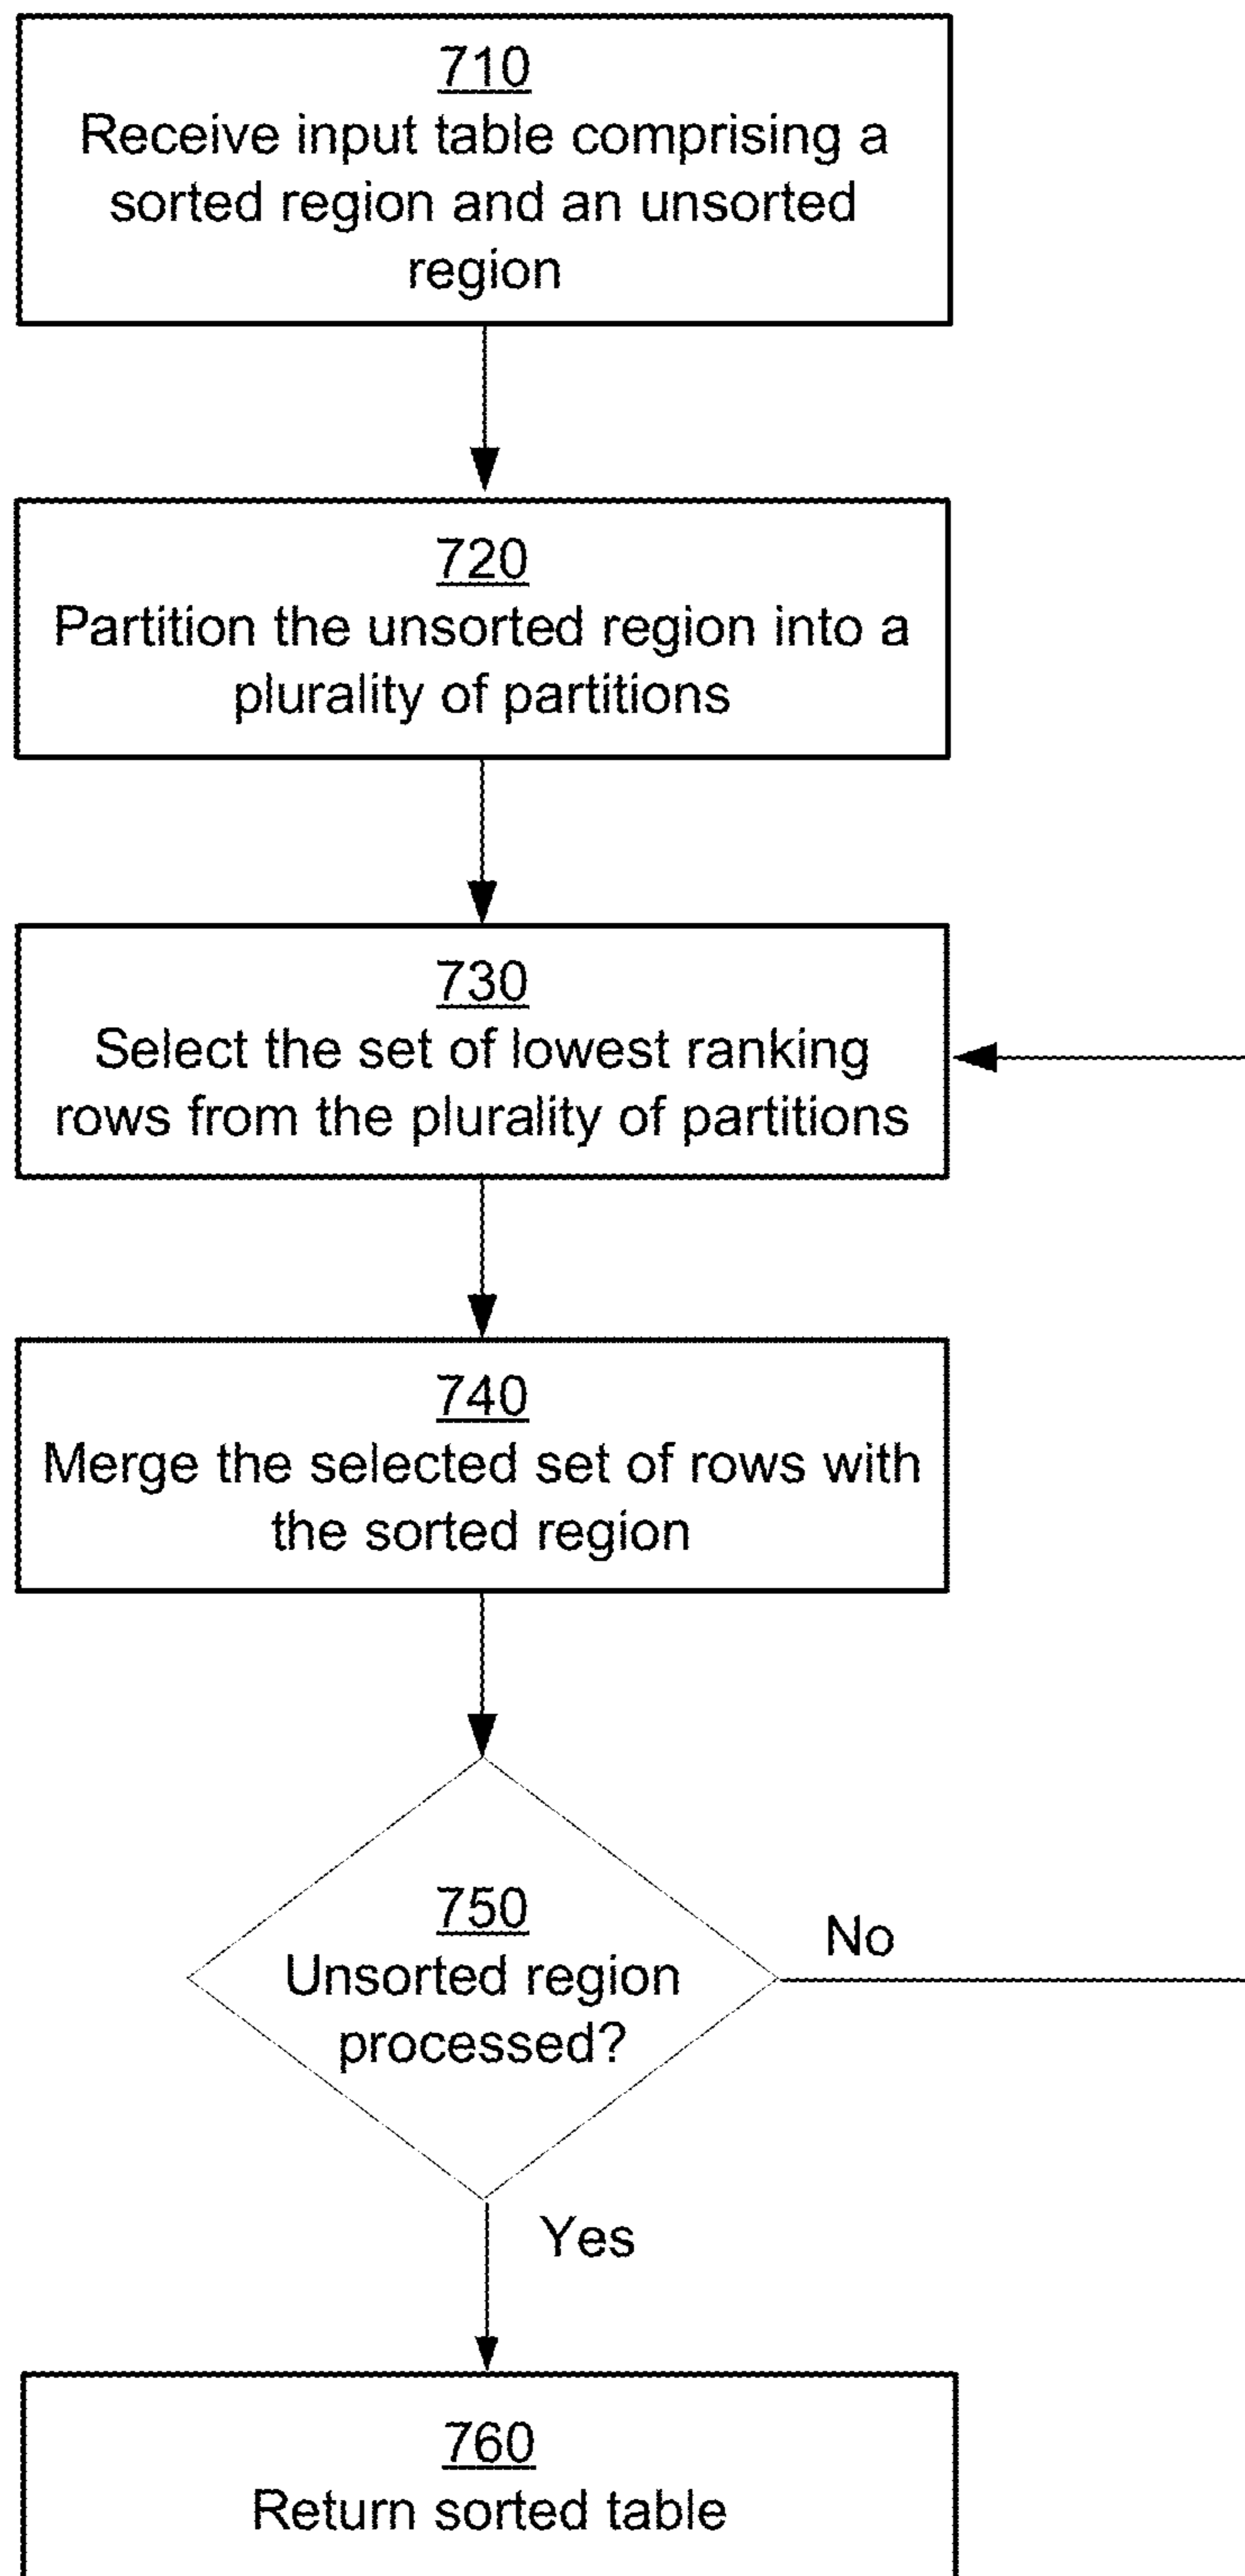 710
Receive input table comprising a
sorted region and an unsorted
region
720
Partition the unsorted region into a
plurality of partitions
730
Select the set of lowest ranking
rows from the plurality of partitions
740
Merge the selected set of rows with
the sorted region
750
Unsorted region
processed?
No
Yes
760
Return sorted table